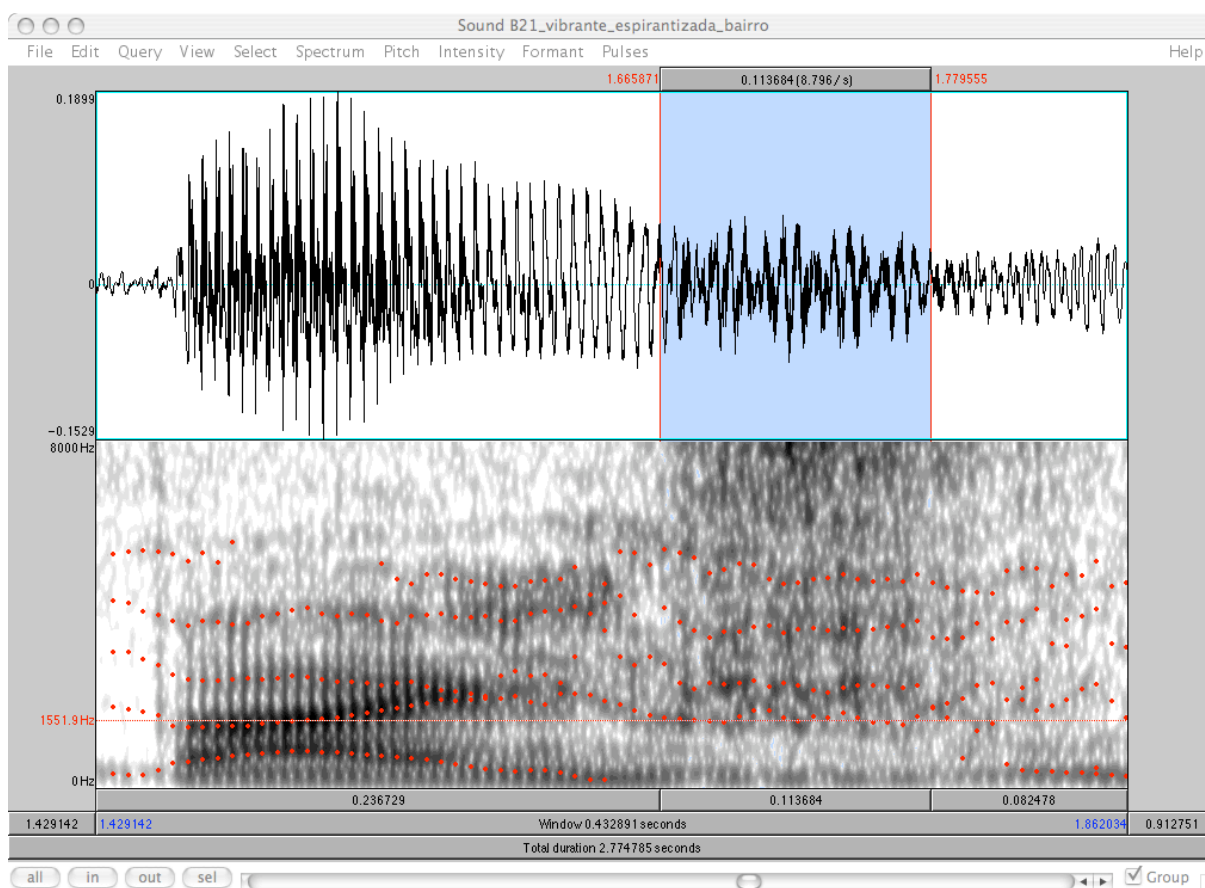 Sound B21_vibrante_espirantizada_bairro
File Edit Query View Select Spectrum Pitch Intensity Formant Pulses Help
1.665871 0.113684 (8.796 / s) 1.779555
0.1899
0
-0.1529
8000 Hz
1551.9 Hz
0 Hz
0.236729 0.113684 0.082478
1.429142 1.429142 Window 0.432891 seconds 1.862034 0.912751
Total duration 2.774785 seconds
all in out sel Group